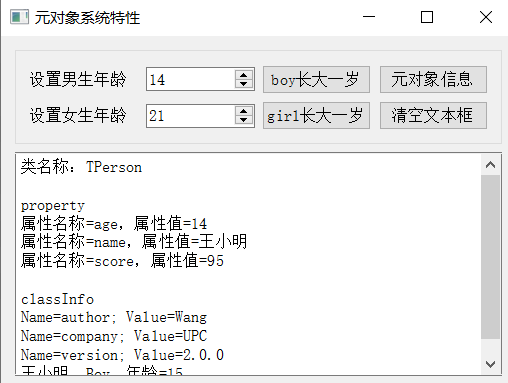 元对象系统特性
设置男生年龄 14 boy长大一岁 元对象信息
设置女生年龄 21 girl长大一岁 清空文本框
类名称：TPerson
property
属性名称=age，属性值=14
属性名称=name，属性值=王小明
属性名称=score，属性值=95
classInfo
Name=author; Value=Wang
Name=company; Value=UPC
Name=version; Value=2.0.0
王小明，Boy，年龄=15